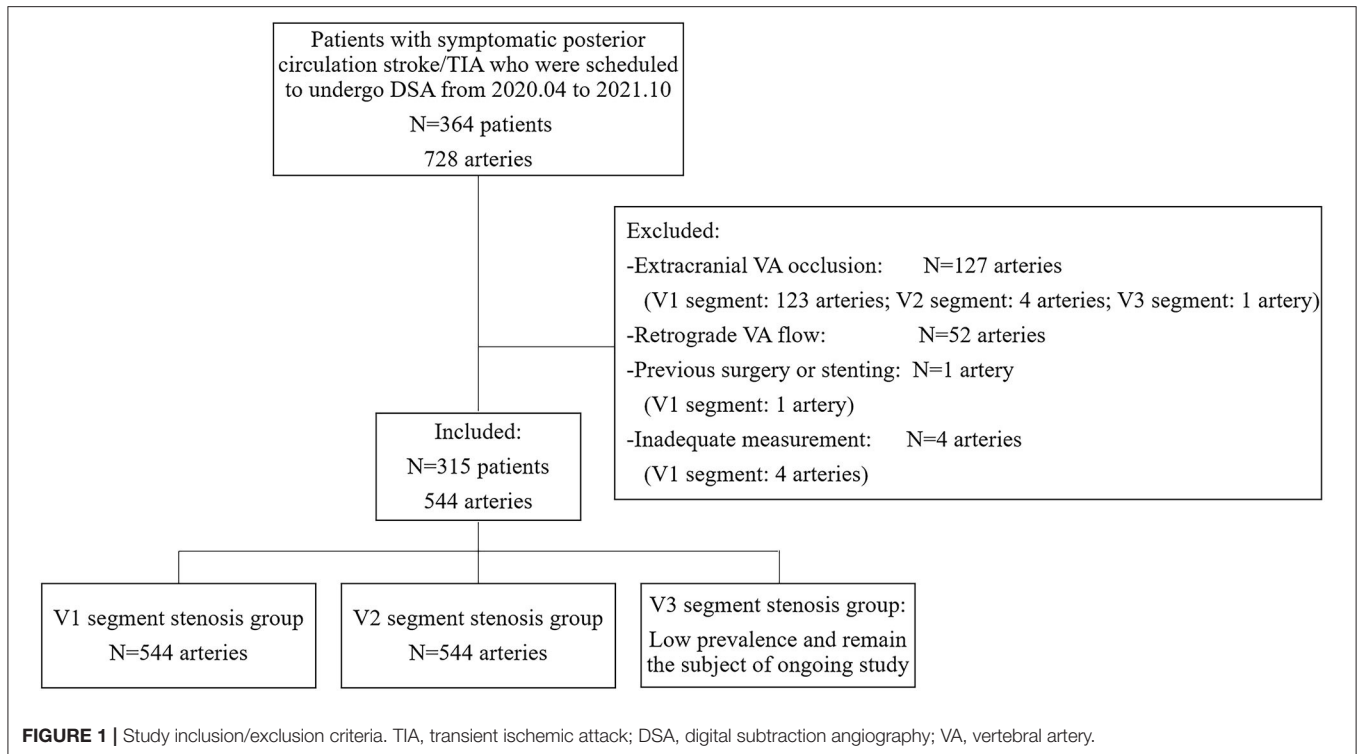 Patients with symptomatic posterior
circulation stroke/TIA who were scheduled
to undergo DSA from 2020.04 to 2021.10
N=364 patients
728 arteries
Excluded:
-Extracranial VA occlusion: N=127 arteries
(V1 segment: 123 arteries; V2 segment: 4 arteries; V3 segment: 1 artery)
-Retrograde VA flow: N=52 arteries
-Previous surgery or stenting: N=1 artery
(V1 segment: 1 artery)
-Inadequate measurement: N=4 arteries
(V1 segment: 4 arteries)
Included:
N=315 patients
544 arteries
V1 segment stenosis group
N=544 arteries
V2 segment stenosis group
N=544 arteries
V3 segment stenosis group:
Low prevalence and remain
the subject of ongoing study
FIGURE 1 | Study inclusion/exclusion criteria. TIA, transient ischemic attack; DSA, digital subtraction angiography; VA, vertebral artery.